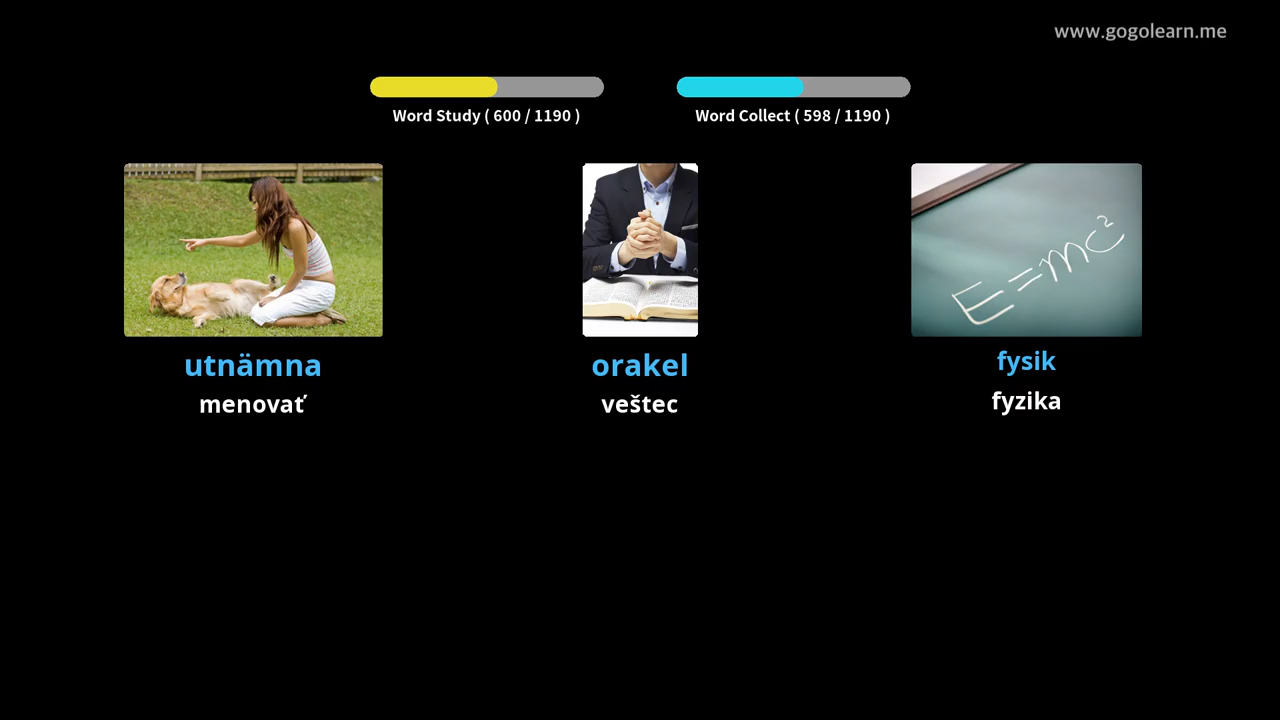 www.gogolearn.me
Word Study ( 600 / 1190 )
Word Collect ( 598 / 1190 )
E=mc²
utnämna
menovať
orakel
veštec
fysik
fyzika